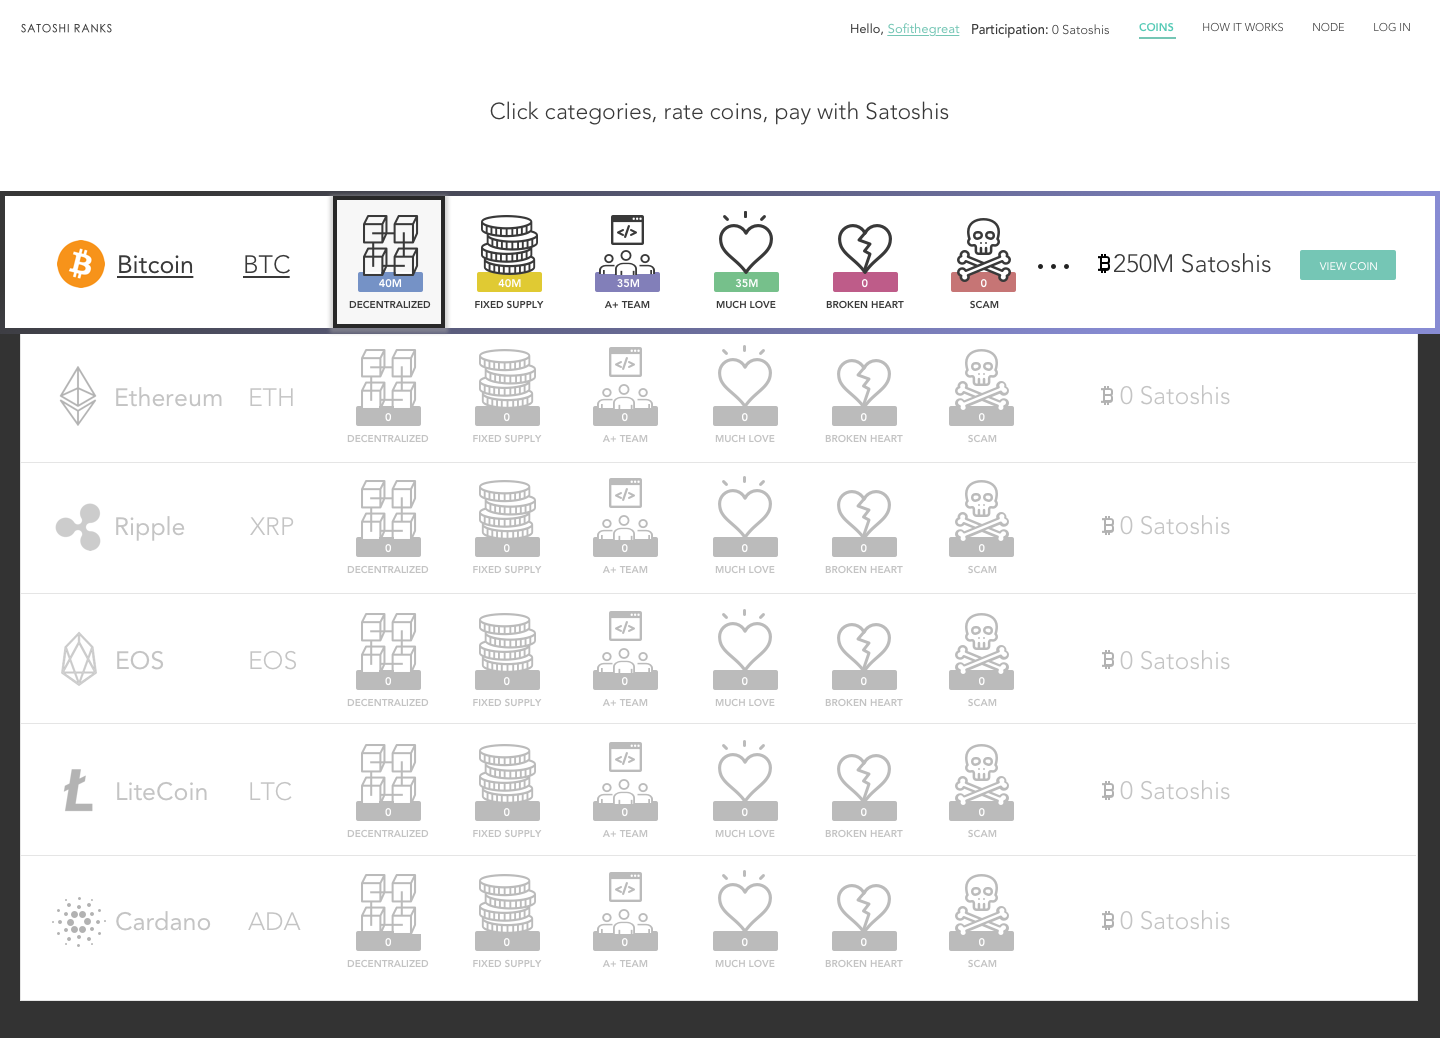 SATOSHI RANKS
Hello, Sofithegreat Participation: 0 Satoshis COINS HOW IT WORKS NODE LOG IN
Click categories, rate coins, pay with Satoshis
Bitcoin BTC </> 250M Satoshis VIEW COIN
40M 40M 35M 35M 0 0
DECENTRALIZED FIXED SUPPLY A+ TEAM MUCH LOVE BROKEN HEART SCAM
Ethereum ETH </> 0 Satoshis
0 0 0 0 0 0
DECENTRALIZED FIXED SUPPLY A+ TEAM MUCH LOVE BROKEN HEART SCAM
Ripple XRP </> 0 Satoshis
0 0 0 0 0 0
DECENTRALIZED FIXED SUPPLY A+ TEAM MUCH LOVE BROKEN HEART SCAM
EOS EOS </> 0 Satoshis
0 0 0 0 0 0
DECENTRALIZED FIXED SUPPLY A+ TEAM MUCH LOVE BROKEN HEART SCAM
LiteCoin LTC </> 0 Satoshis
0 0 0 0 0 0
DECENTRALIZED FIXED SUPPLY A+ TEAM MUCH LOVE BROKEN HEART SCAM
Cardano ADA </> 0 Satoshis
0 0 0 0 0 0
DECENTRALIZED FIXED SUPPLY A+ TEAM MUCH LOVE BROKEN HEART SCAM